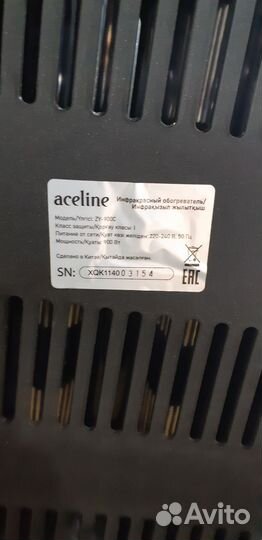 aceline
Инфракрасный обогреватель/
Инфрақызыл жылытқыш
Модель/Үлгісі: ZY-900C
Класс защиты/Қорғау класы: I
Питание от сети/Қуат көзі желіден: 220-240 В, 50 Гц
Мощность/Қуаты: 900 Вт
Сделано в Китае/Қытайда жасалған.
SN: XQK1140003154
EAC
Avito